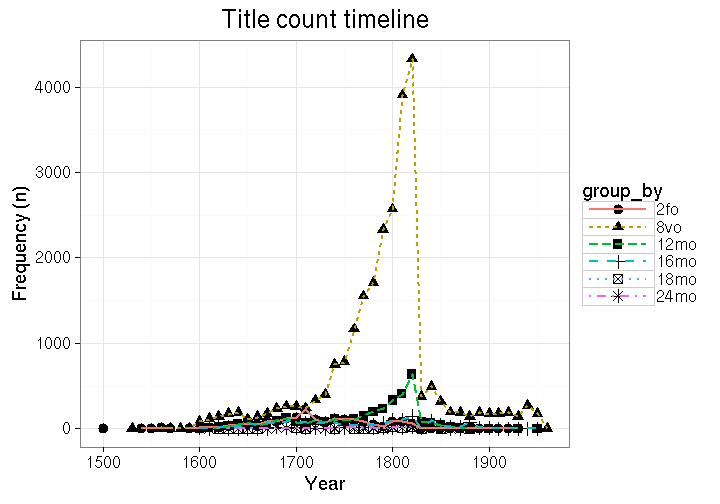 Title count timeline
Frequency (n)
4000
3000
2000
1000
0
1500
1600
1700
1800
1900
Year
group_by
2fo
8vo
12mo
16mo
18mo
24mo